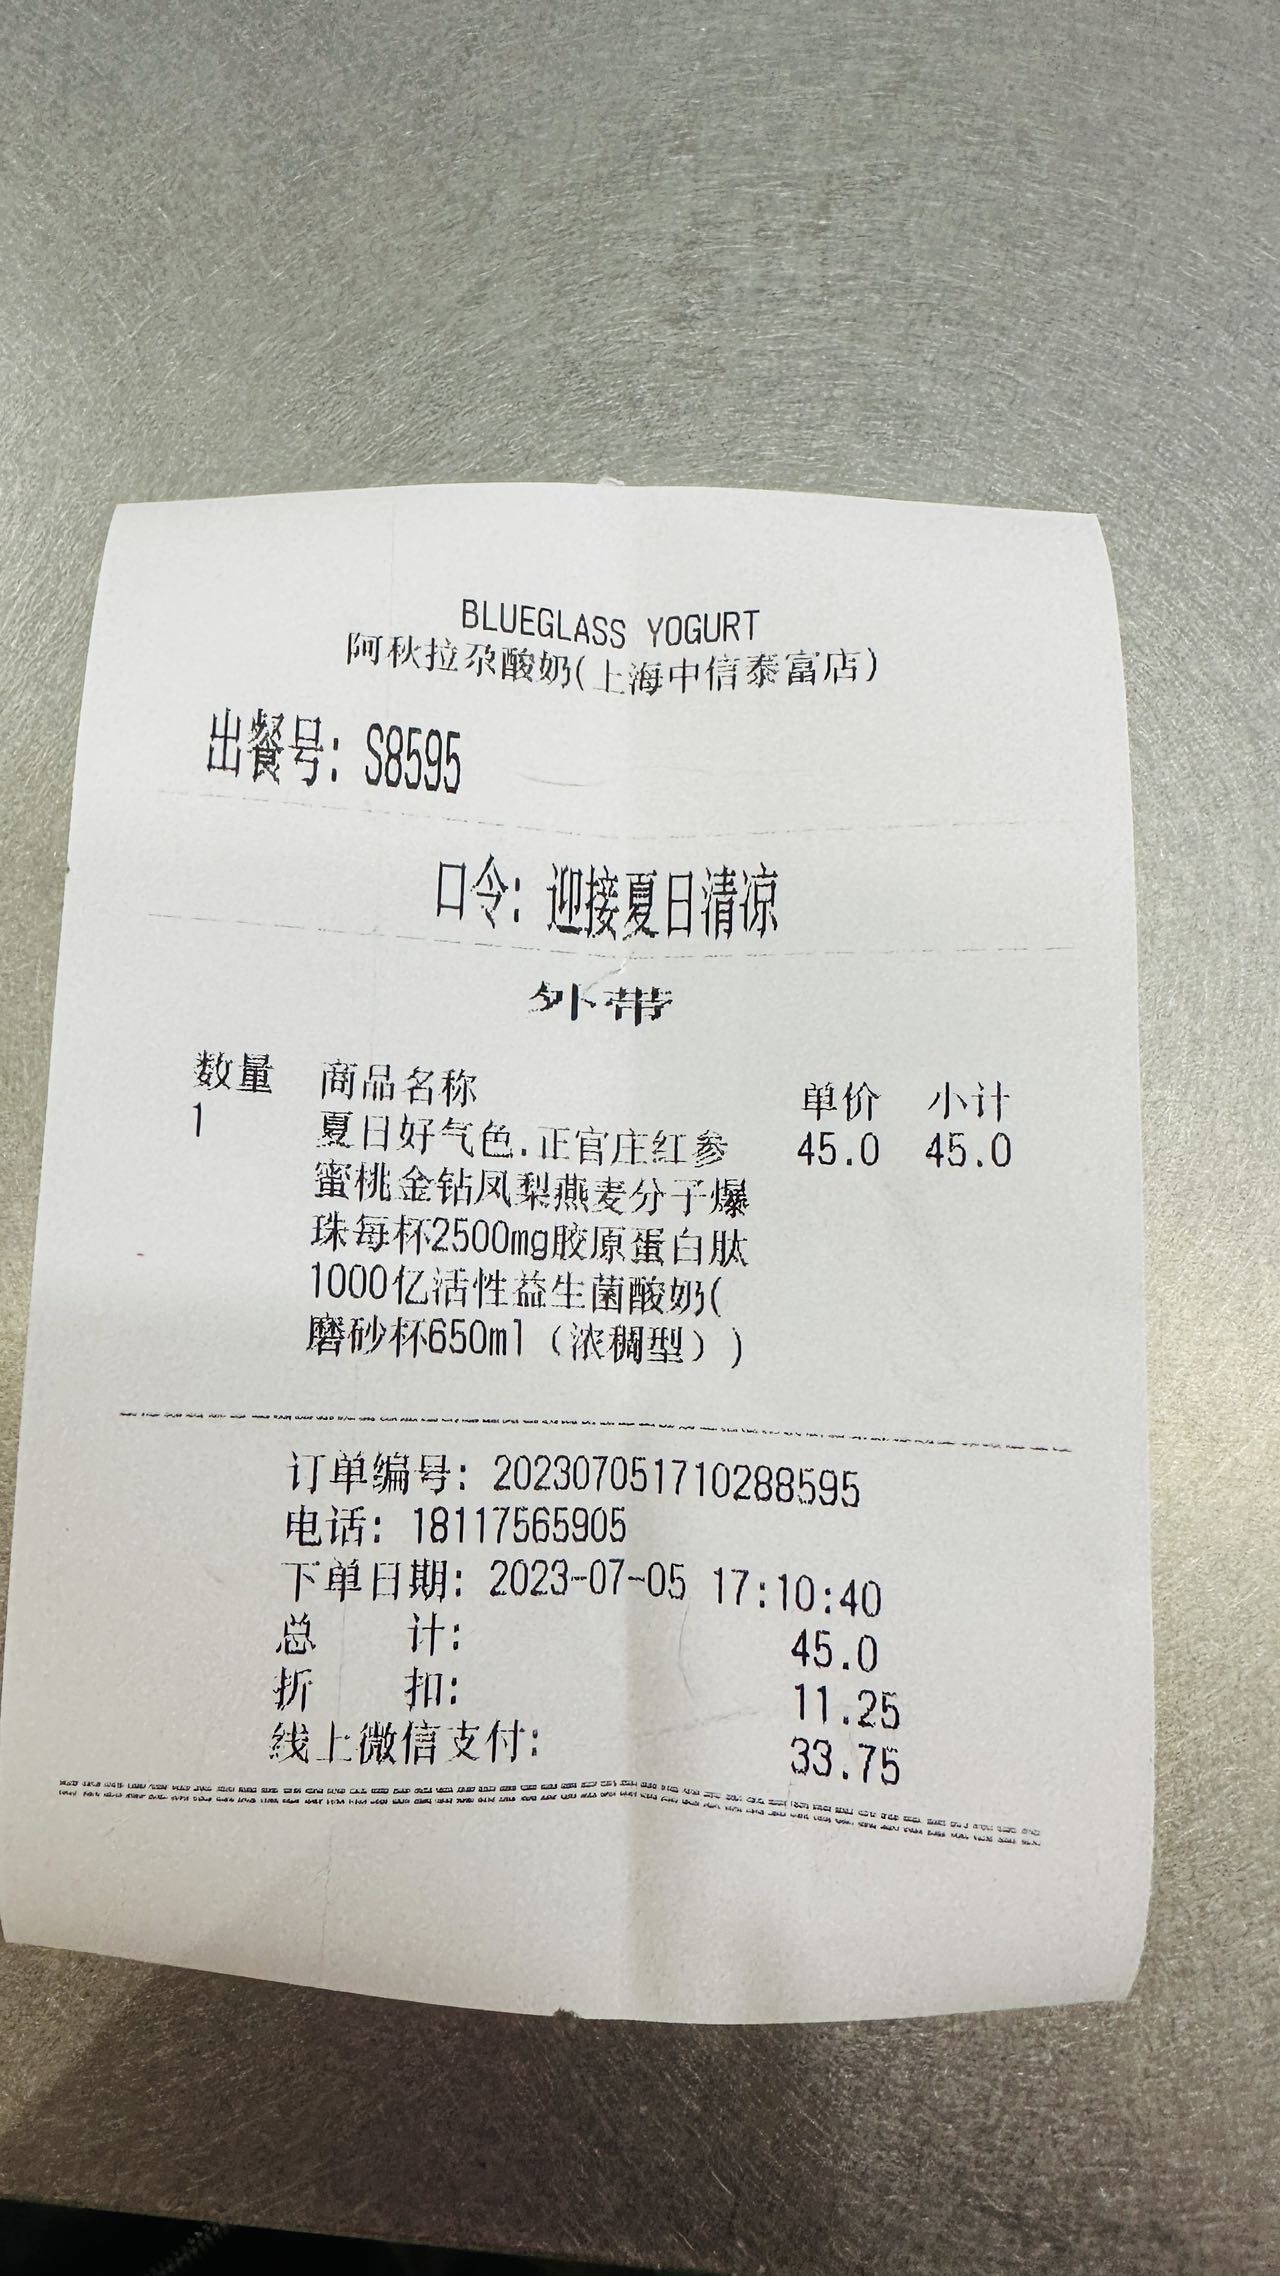 BLUEGLASS YOGURT
阿秋拉尕酸奶(上海中信泰富店)
出餐号: S8595
口令: 迎接夏日清凉
外带
数量 商品名称 单价 小计
1 夏日好气色.正官庄红参 45.0 45.0
蜜桃金钻凤梨燕麦分子爆
珠每杯2500mg胶原蛋白肽
1000亿活性益生菌酸奶(
磨砂杯650ml（浓稠型）)
订单编号: 202307051710288595
电话: 18117565905
下单日期: 2023-07-05 17:10:40
总 计: 45.0
折 扣: 11.25
线上微信支付: 33.75